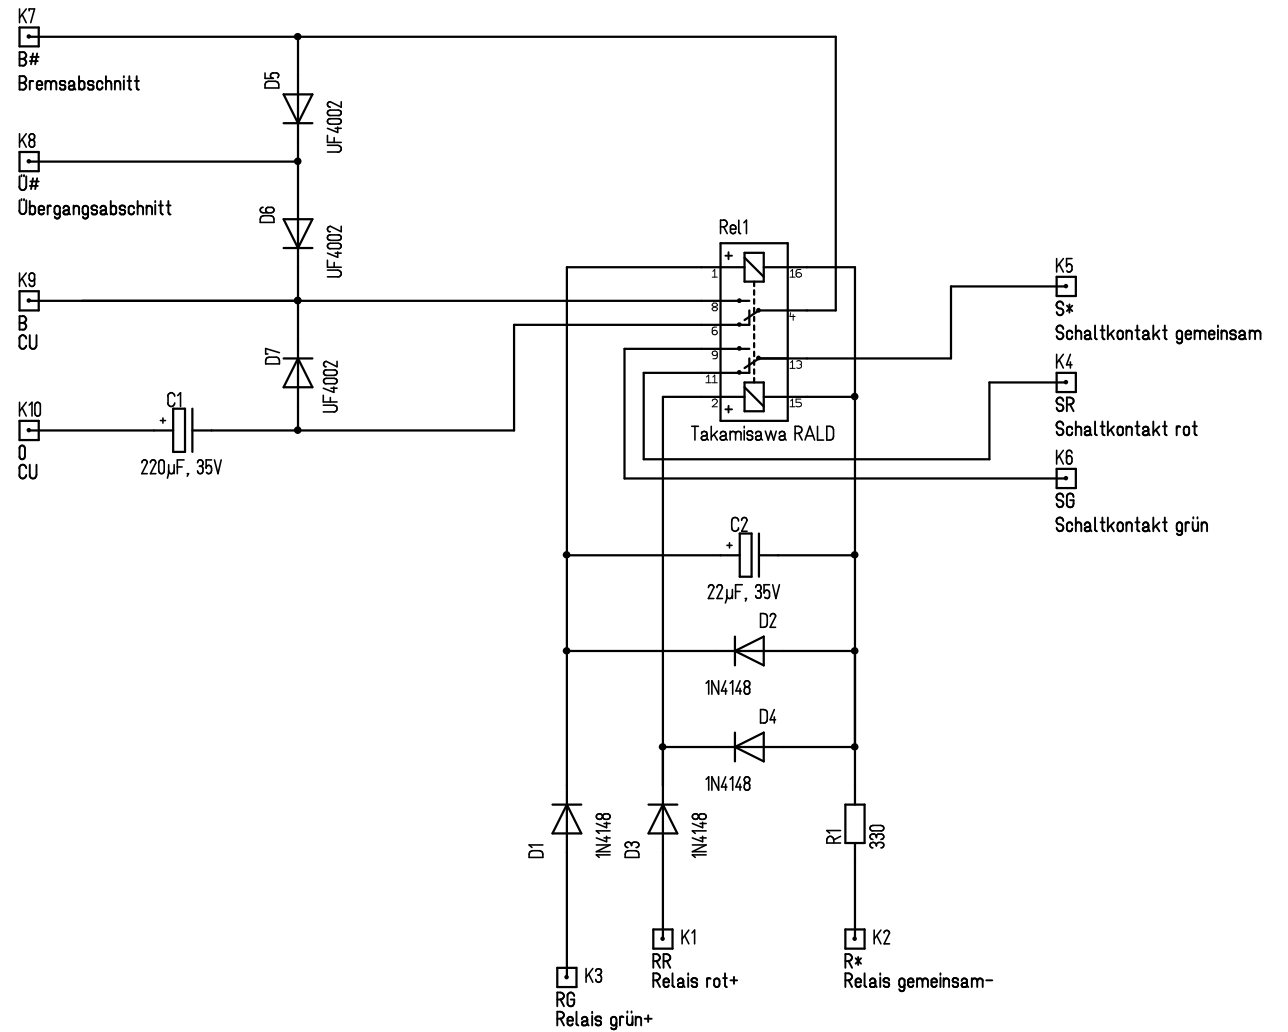 K7
B#
Bremsabschnitt
D5
UF4002
K8
Ü#
Übergangsabschnitt
D6
UF4002
K9
B
CU
D7
UF4002
K10
0
CU
C1
+
220µF, 35V
Rel1
+
1
16
8
4
6
9
13
11
2
15
+
Takamisawa RALD
K5
S*
Schaltkontakt gemeinsam
K4
SR
Schaltkontakt rot
K6
SG
Schaltkontakt grün
C2
+
22µF, 35V
D2
1N4148
D4
1N4148
D1
1N4148
D3
1N4148
R1
330
K3
RG
Relais grün+
K1
RR
Relais rot+
K2
R*
Relais gemeinsam-